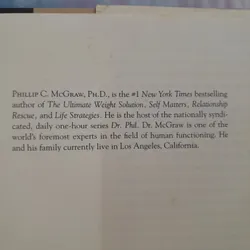 PHILLIP C. MCGRAW, PH.D., is the #1 New York Times bestselling
author of The Ultimate Weight Solution, Self Matters, Relationship
Rescue, and Life Strategies. He is the host of the nationally syndi-
cated, daily one-hour series Dr. Phil. Dr. McGraw is one of the
world's foremost experts in the field of human functioning. He
and his family currently live in Los Angeles, California.